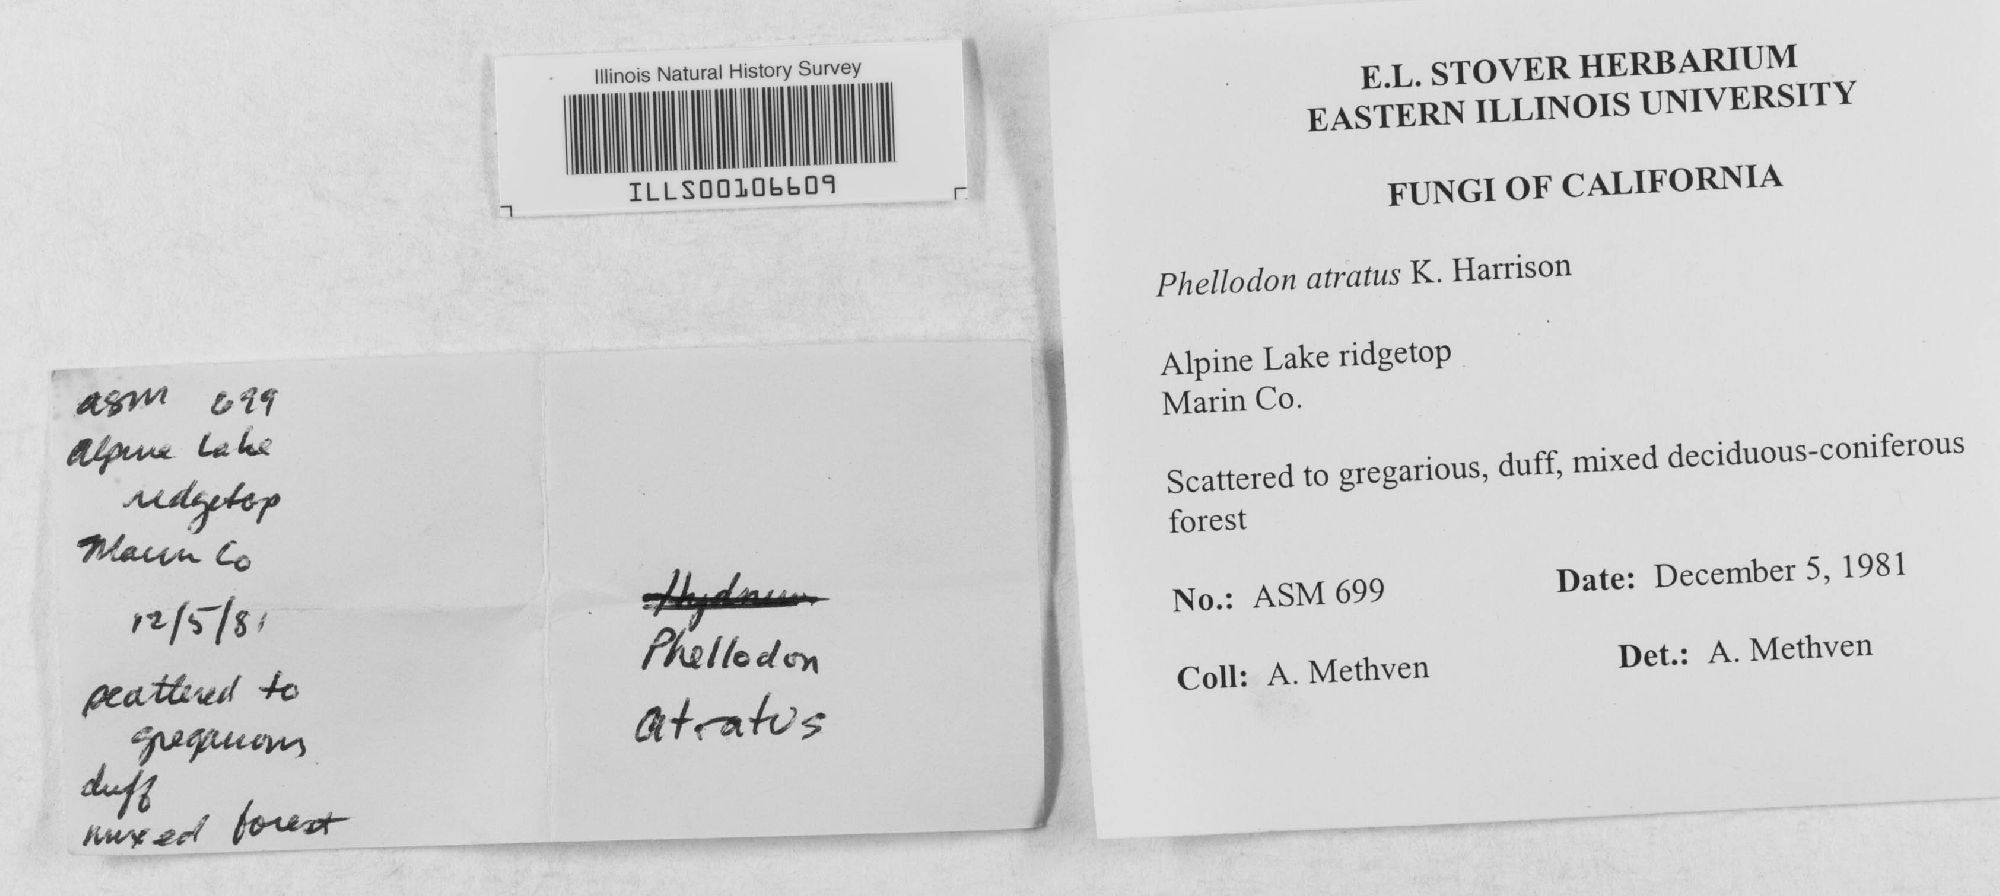 Illinois Natural History Survey
ILLS00106609
E.L. STOVER HERBARIUM
EASTERN ILLINOIS UNIVERSITY
FUNGI OF CALIFORNIA
Phellodon atratus K. Harrison
Alpine Lake ridgetop
Marin Co.
Scattered to gregarious, duff, mixed deciduous-coniferous
forest
No.: ASM 699 Date: December 5, 1981
Coll: A. Methven Det.: A. Methven
asm 699
Alpine Lake
ridgetop
Marin Co
12/5/81
scattered to
gregarious
duff
mixed forest
Hydnum
Phellodon
atratus